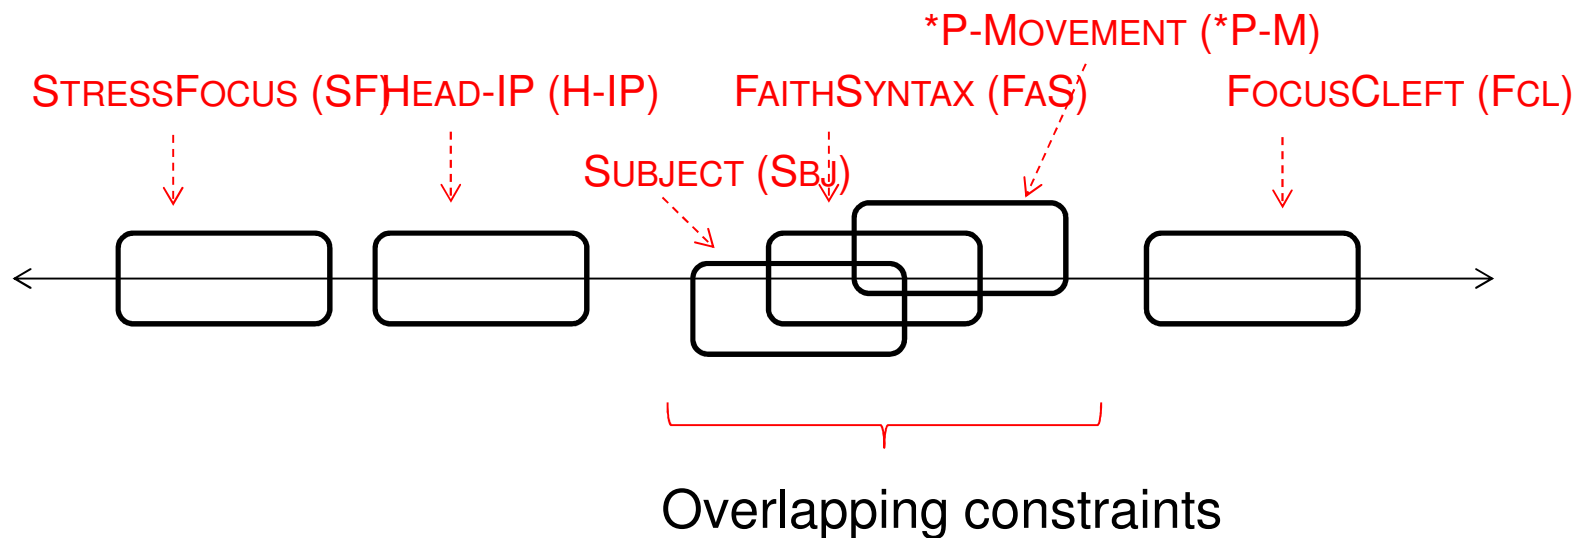 *P-MOVEMENT (*P-M)
STRESSFOCUS (SF)
HEAD-IP (H-IP)
FAITHSYNTAX (FAS)
FOCUSCLEFT (FCL)
SUBJECT (SBJ)
Overlapping constraints